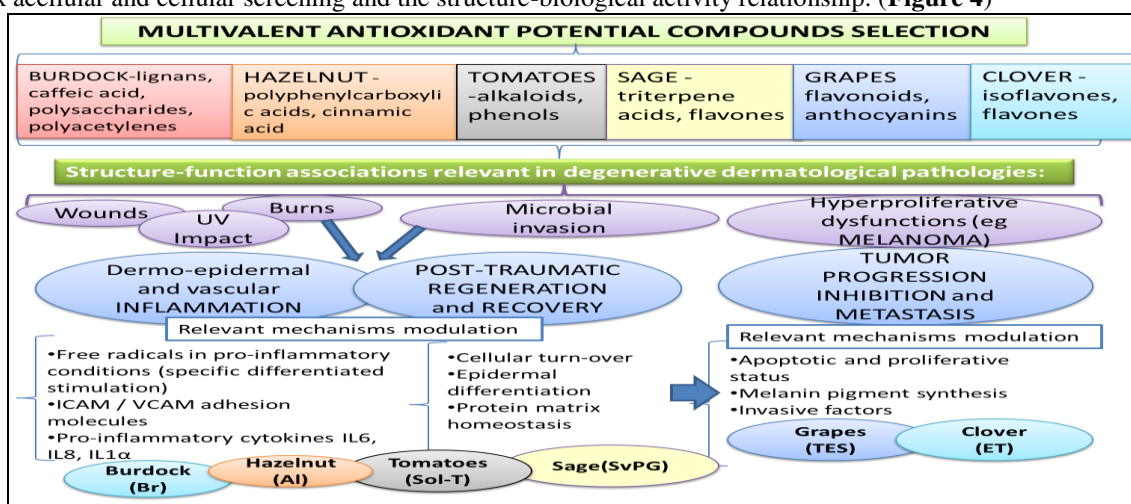 acellular and cellular screening and the structure-biological activity relationship. (Figure 4)
MULTIVALENT ANTIOXIDANT POTENTIAL COMPOUNDS SELECTION
BURDOCK-lignans,
caffeic acid,
polysaccharides,
polyacetylenes
HAZELNUT -
polyphenylcarboxyli
c acids, cinnamic
acid
TOMATOES
-alkaloids,
phenols
SAGE -
triterpene
acids, flavones
GRAPES
flavonoids,
anthocyanins
CLOVER -
isoflavones,
flavones
Structure-function associations relevant in degenerative dermatological pathologies:
Wounds
UV
Impact
Burns
Microbial
invasion
Hyperproliferative
dysfunctions (eg
MELANOMA)
Dermo-epidermal
and vascular
INFLAMMATION
POST-TRAUMATIC
REGENERATION
and RECOVERY
TUMOR
PROGRESSION
INHIBITION and
METASTASIS
Relevant mechanisms modulation
•Free radicals in pro-inflammatory
conditions (specific differentiated
stimulation)
•ICAM / VCAM adhesion
molecules
•Pro-inflammatory cytokines IL6,
IL8, IL1α
•Cellular turn-over
•Epidermal
differentiation
•Protein matrix
homeostasis
Relevant mechanisms modulation
•Apoptotic and proliferative
status
•Melanin pigment synthesis
•Invasive factors
Burdock
(Br)
Hazelnut
(Al)
Tomatoes
(Sol-T)
Sage(SvPG)
Grapes
(TES)
Clover
(ET)